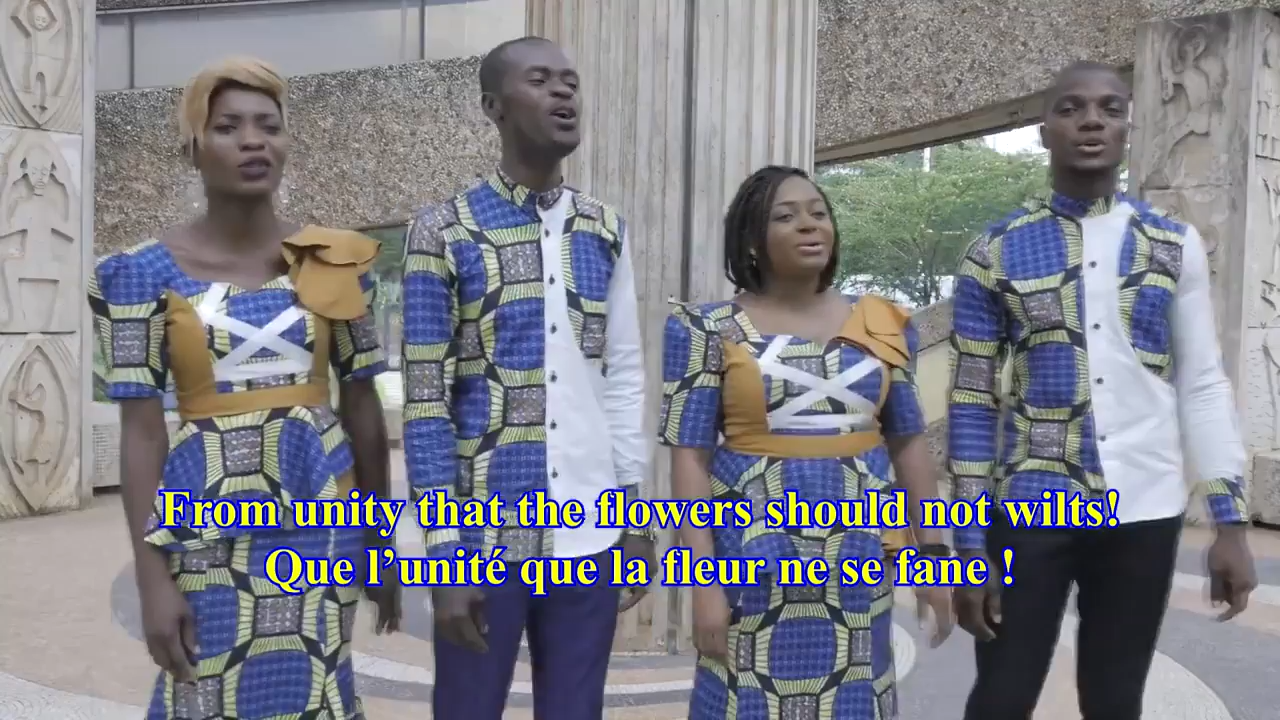 From unity that the flowers should not wilts!
Que l’unité que la fleur ne se fane !